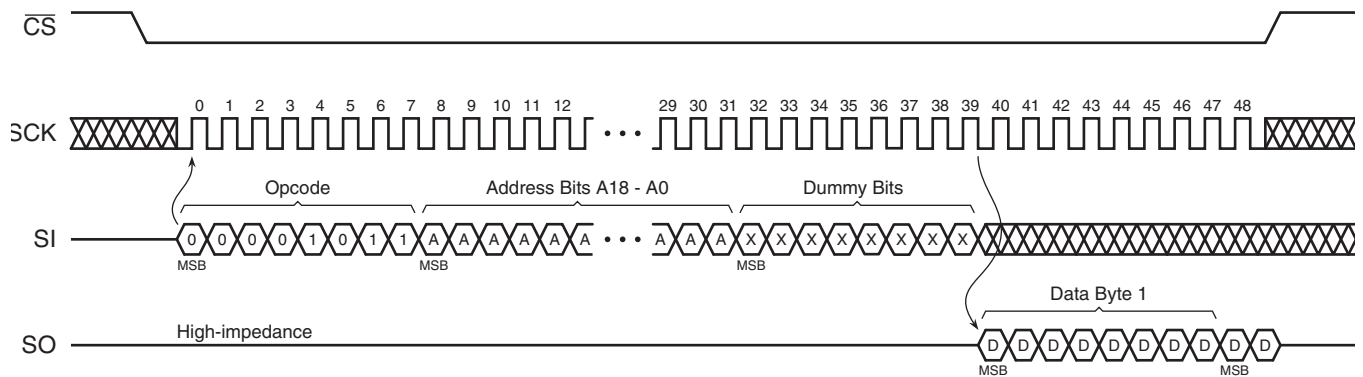 CS
0 1 2 3 4 5 6 7 8 9 10 11 12 29 30 31 32 33 34 35 36 37 38 39 40 41 42 43 44 45 46 47 48
SCK
Opcode Address Bits A18 - A0 Dummy Bits
SI 0 0 0 0 1 0 1 1 A A A A A A • • • A A A X X X X X X X X
MSB MSB MSB
Data Byte 1
High-impedance
SO D D D D D D D D D D
MSB MSB